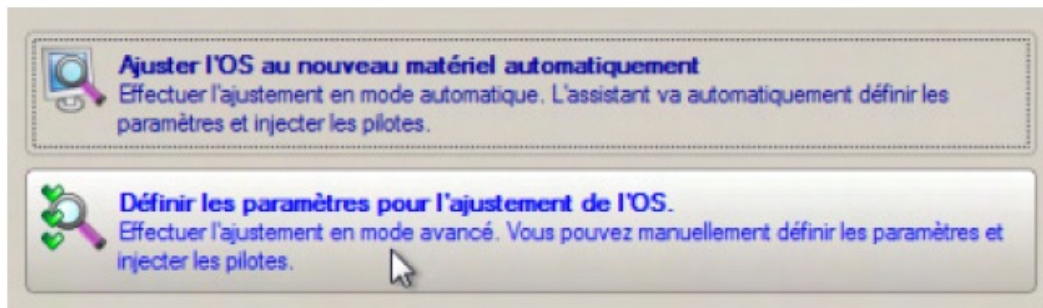 Ajuster l'OS au nouveau matériel automatiquement
Effectuer l'ajustement en mode automatique. L'assistant va automatiquement définir les
paramètres et injecter les pilotes.
Définir les paramètres pour l'ajustement de l'OS.
Effectuer l'ajustement en mode avancé. Vous pouvez manuellement définir les paramètres et
injecter les pilotes.